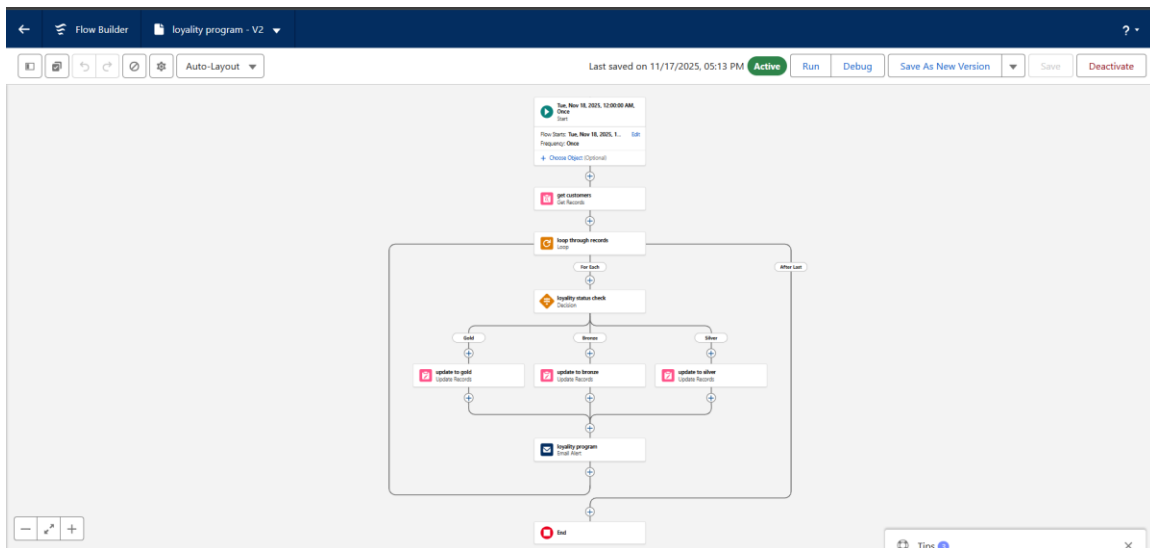 Flow Builder
loyality program - V2
?
Auto-Layout
Last saved on 11/17/2025, 05:13 PM
Active
Run
Debug
Save As New Version
Save
Deactivate
Tue, Nov 18, 2025, 12:00:00 AM,
Once
Start
Flow Starts: Tue, Nov 18, 2025, 1... Edit
Frequency: Once
+ Choose Object (Optional)
get customers
Get Records
loop through records
Loop
For Each
After Last
loyality status check
Decision
Gold
Bronze
Silver
update to gold
Update Records
update to bronze
Update Records
update to silver
Update Records
loyality program
Email Alert
End
Tips